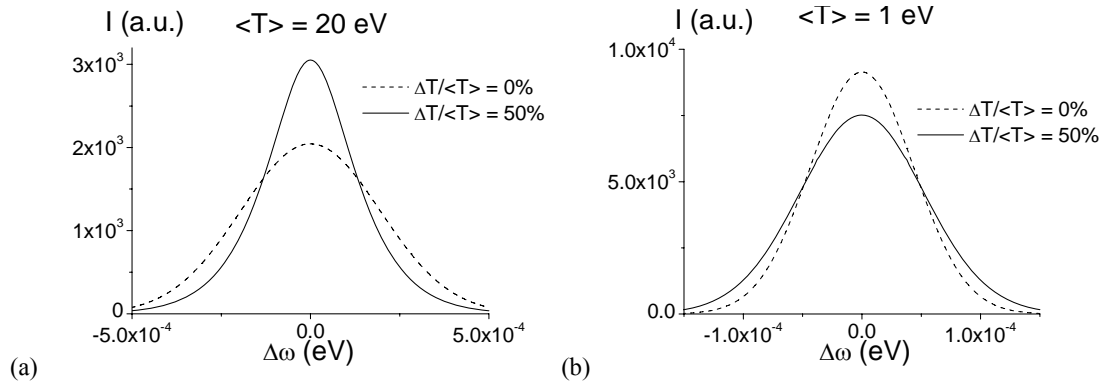 I (a.u.) <T> = 20 eV
3x10³
2x10³
1x10³
0
-5.0x10⁻⁴ 0.0 5.0x10⁻⁴
Δω (eV)
ΔT/<T> = 0%
ΔT/<T> = 50%
(a)
I (a.u.) <T> = 1 eV
1.0x10⁴
5.0x10³
0.0
-1.0x10⁻⁴ 0.0 1.0x10⁻⁴
Δω (eV)
ΔT/<T> = 0%
ΔT/<T> = 50%
(b)